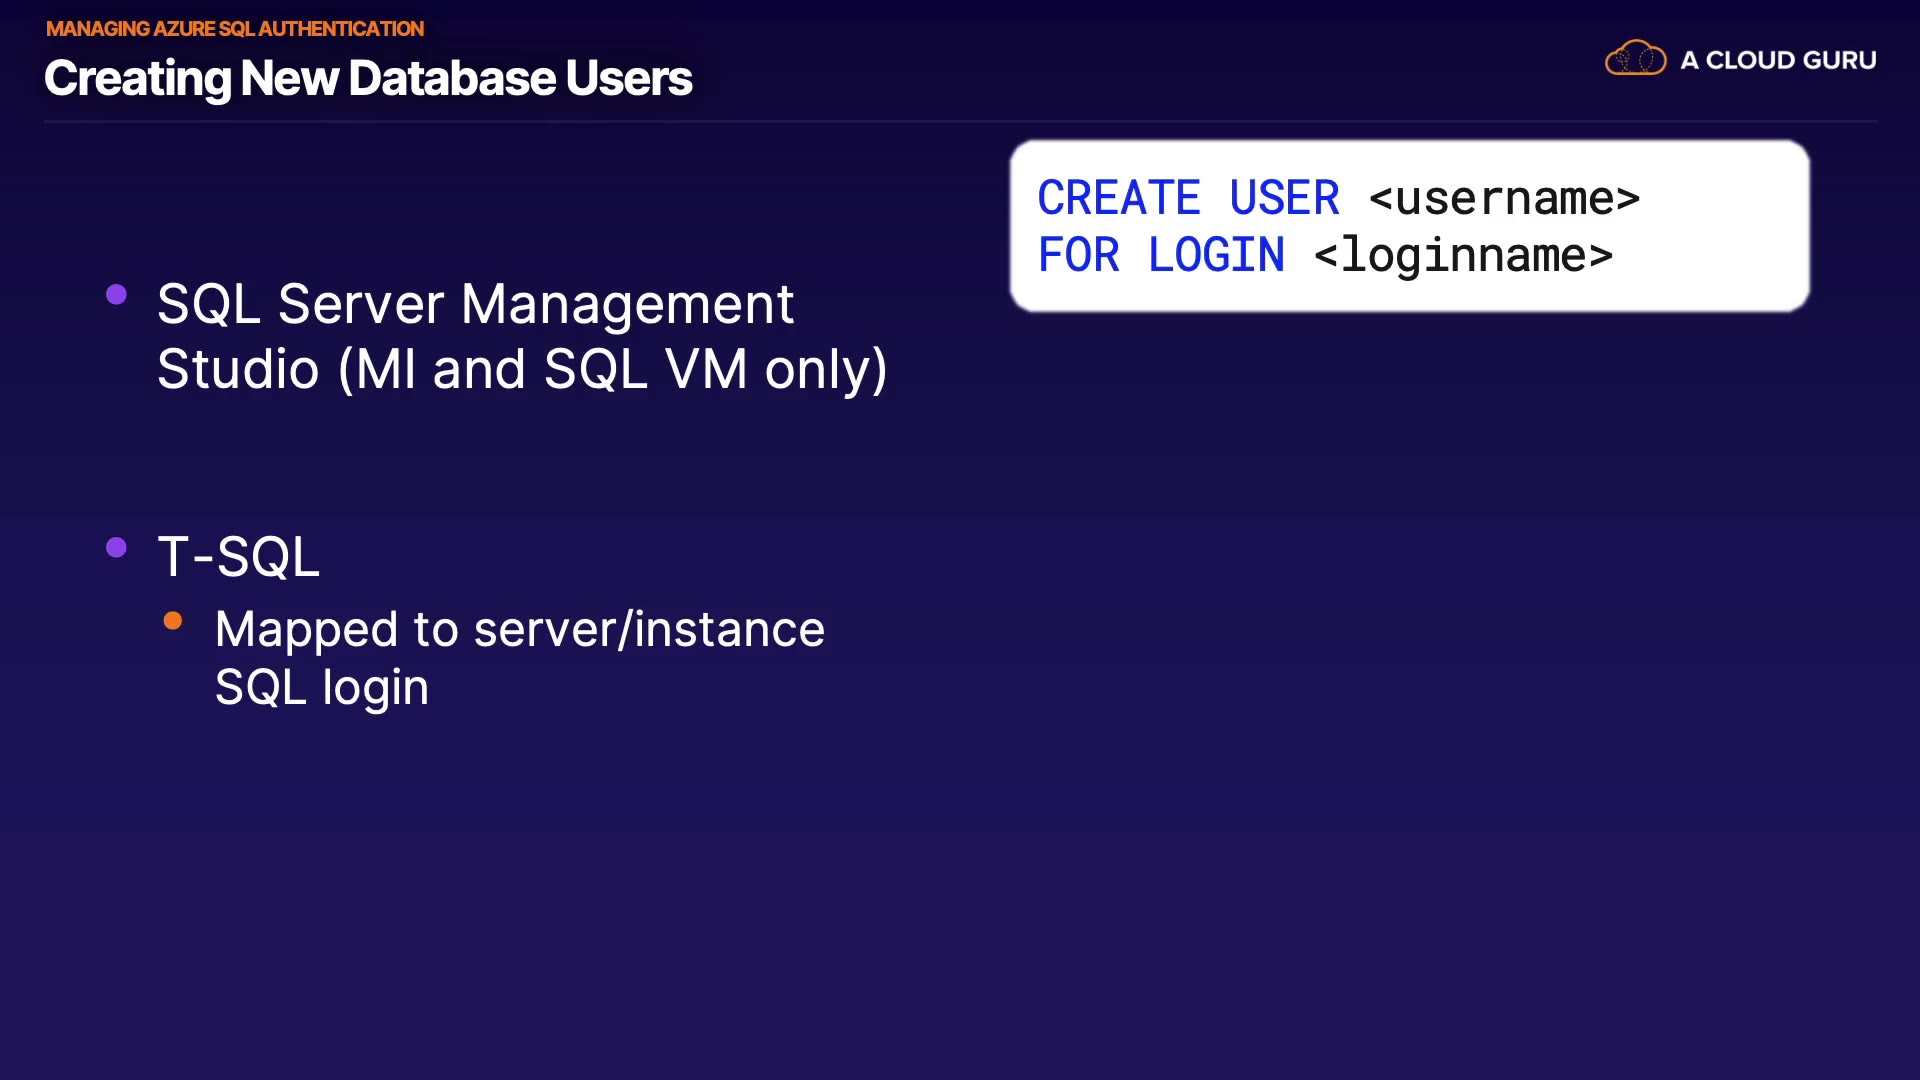 MANAGING AZURE SQL AUTHENTICATION
Creating New Database Users
A CLOUD GURU
CREATE USER <username>
FOR LOGIN <loginname>
SQL Server Management
Studio (MI and SQL VM only)
T-SQL
Mapped to server/instance
SQL login